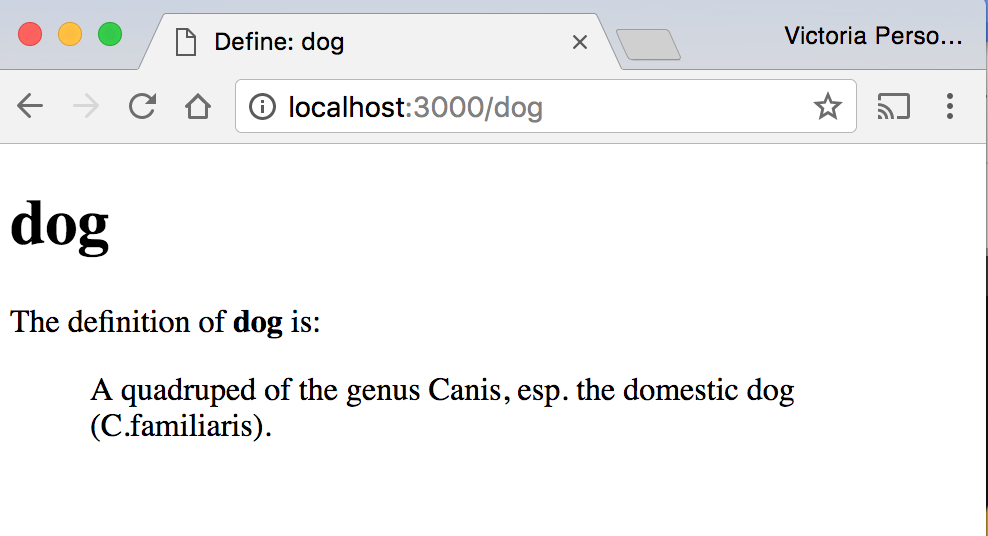 Define: dog
Victoria Perso...
localhost:3000/dog
dog
The definition of dog is:
A quadruped of the genus Canis, esp. the domestic dog
(C.familiaris).